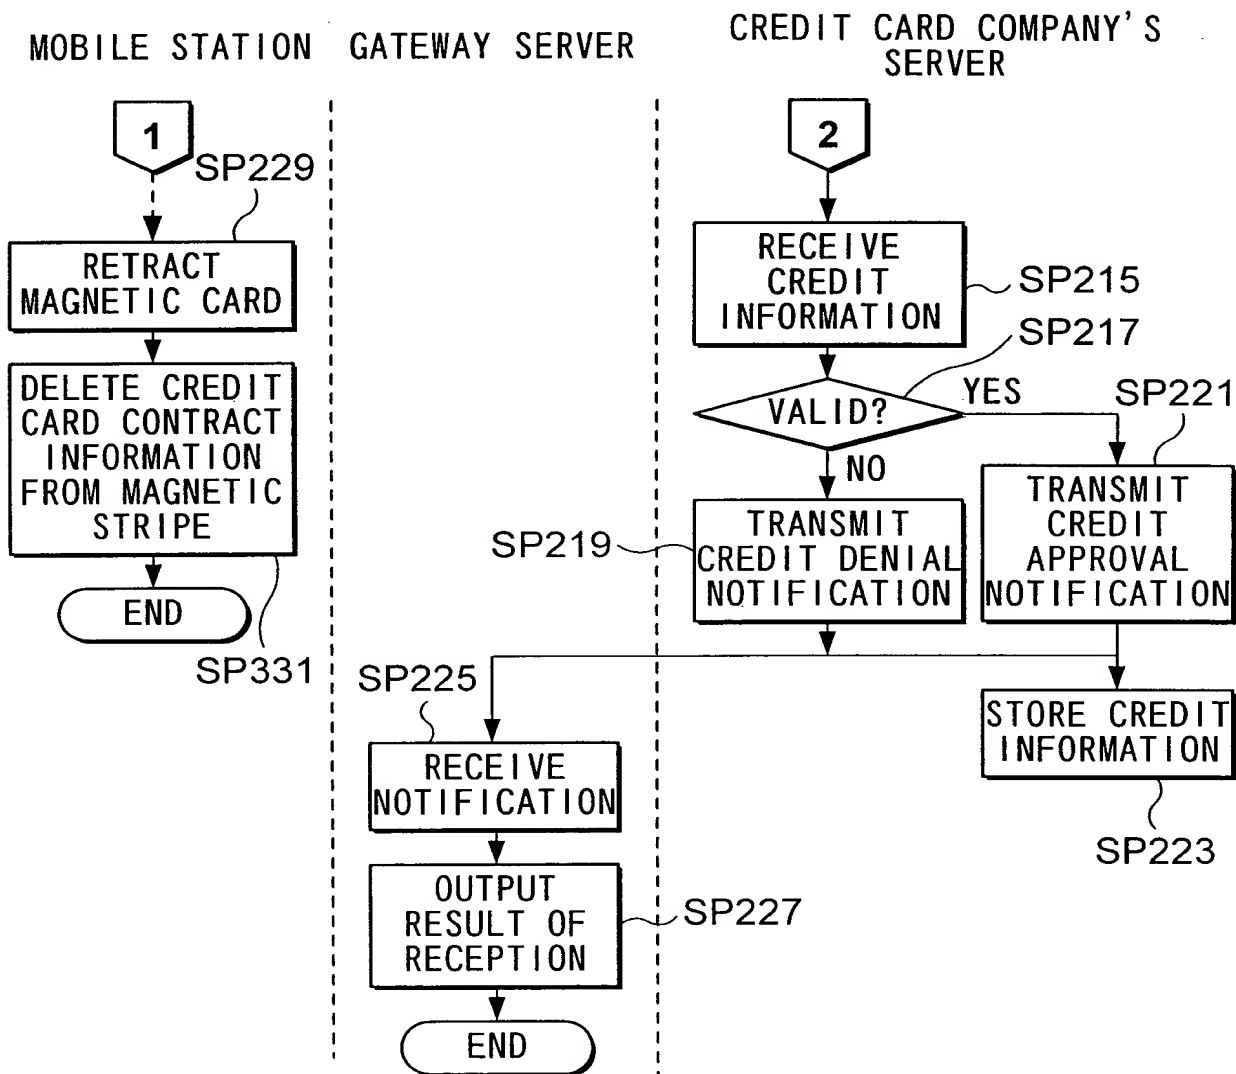 MOBILE STATION
GATEWAY SERVER
CREDIT CARD COMPANY'S
SERVER
1
SP229
RETRACT
MAGNETIC CARD
DELETE CREDIT
CARD CONTRACT
INFORMATION
FROM MAGNETIC
STRIPE
END
SP331
2
RECEIVE
CREDIT
INFORMATION
SP215
SP217
VALID?
YES
NO
SP221
TRANSMIT
CREDIT DENIAL
NOTIFICATION
SP219
TRANSMIT
CREDIT
APPROVAL
NOTIFICATION
STORE CREDIT
INFORMATION
SP223
SP225
RECEIVE
NOTIFICATION
OUTPUT
RESULT OF
RECEPTION
SP227
END